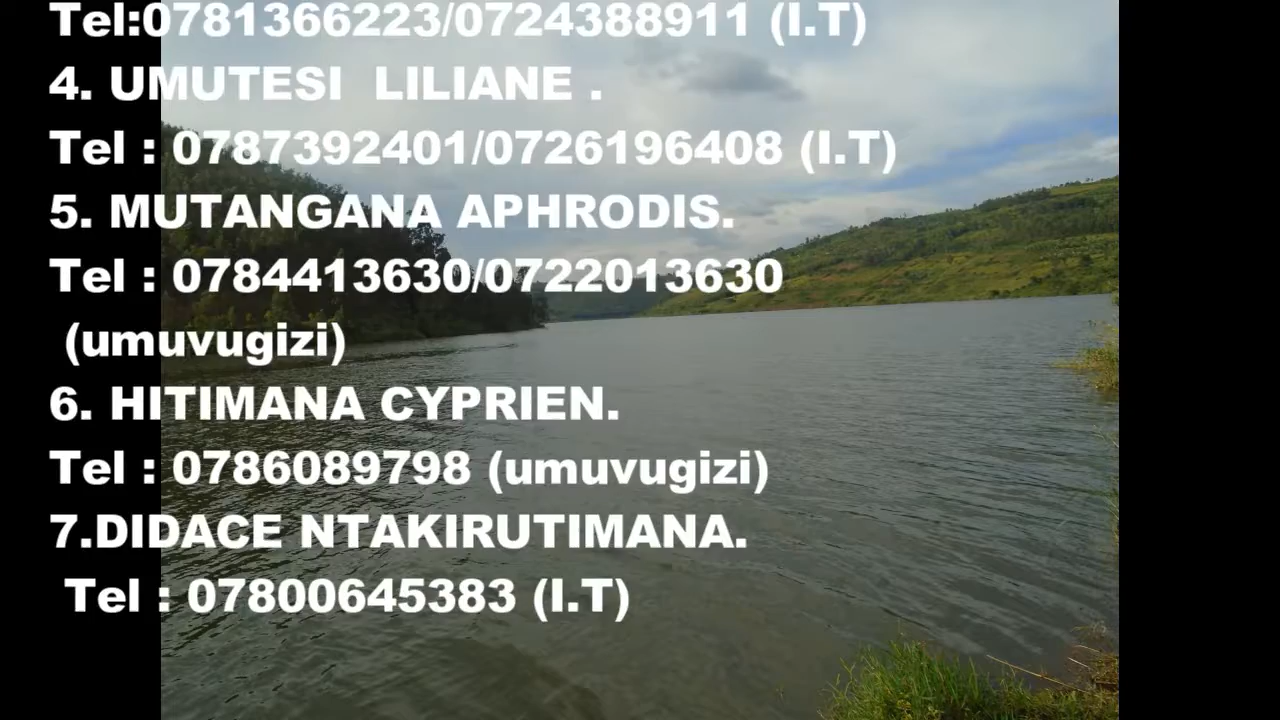 Tel:0781366223/0724388911 (I.T)
4. UMUTESI  LILIANE .
Tel : 0787392401/0726196408 (I.T)
5. MUTANGANA APHRODIS.
Tel : 0784413630/0722013630
(umuvugizi)
6. HITIMANA CYPRIEN.
Tel : 0786089798 (umuvugizi)
7.DIDACE NTAKIRUTIMANA.
Tel : 07800645383 (I.T)